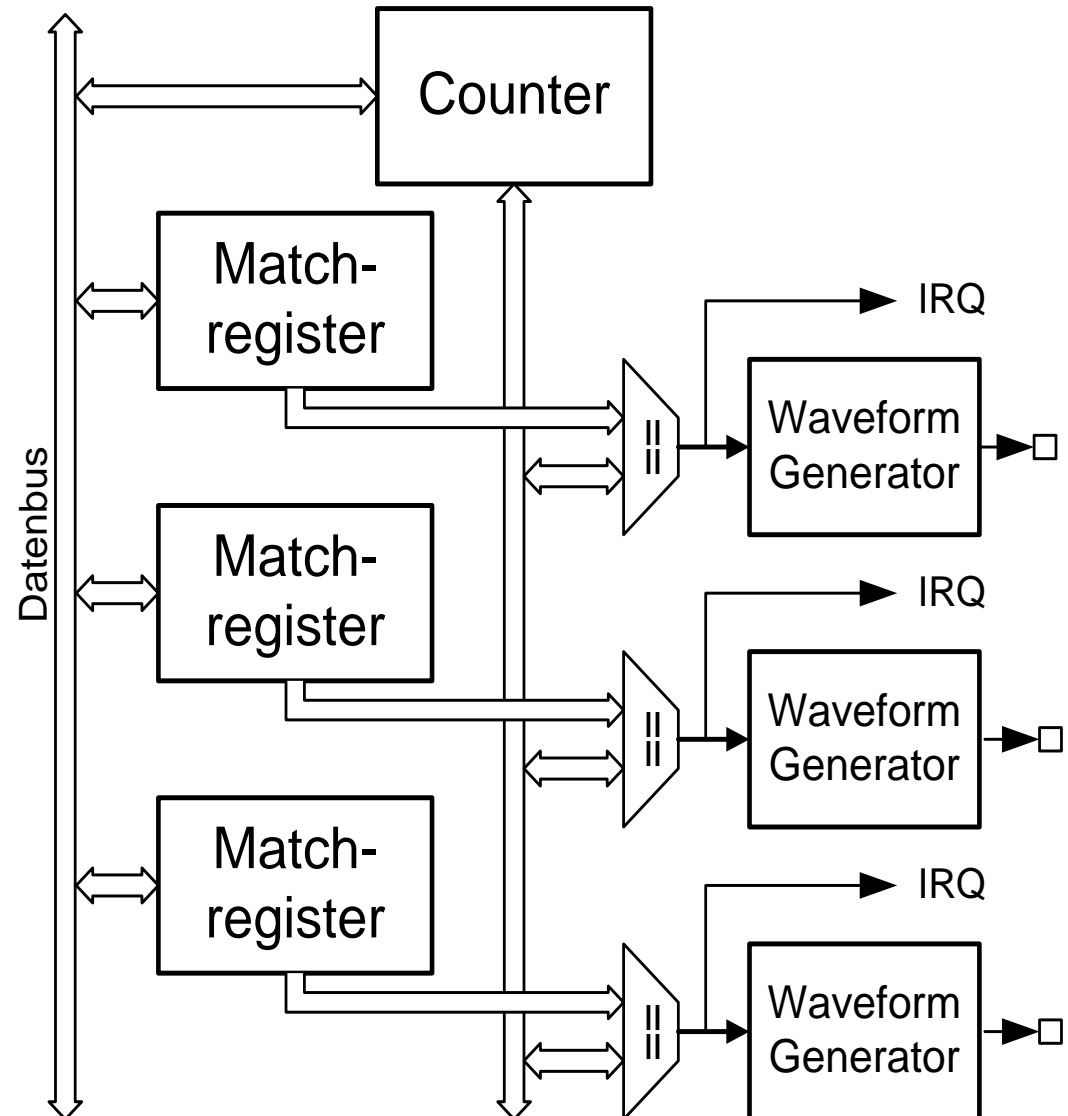 Counter
Match-
register
IRQ
=
Waveform
Generator
Datenbus
Match-
register
IRQ
=
Waveform
Generator
Match-
register
IRQ
=
Waveform
Generator